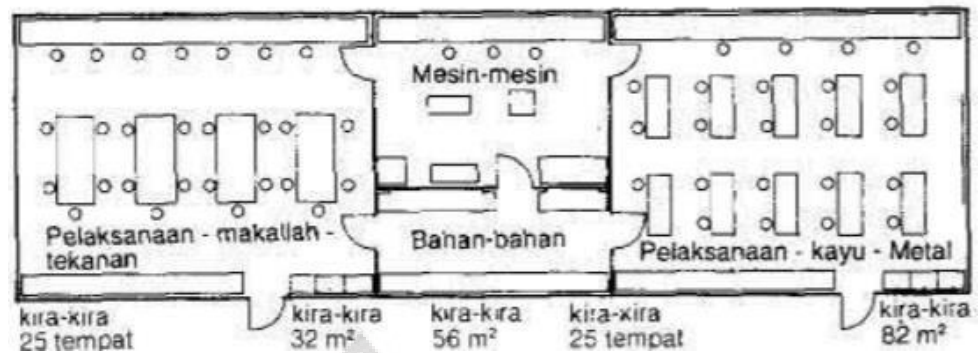 Mesin-mesin
Pelaksanaan - makallah -
tekanan
Bahan-bahan
Pelaksanaan - kayu - Metal
kira-kira
25 tempat
kira-kira
32 m²
kira-kira
56 m²
kira-kira
25 tempat
kira-kira
82 m²